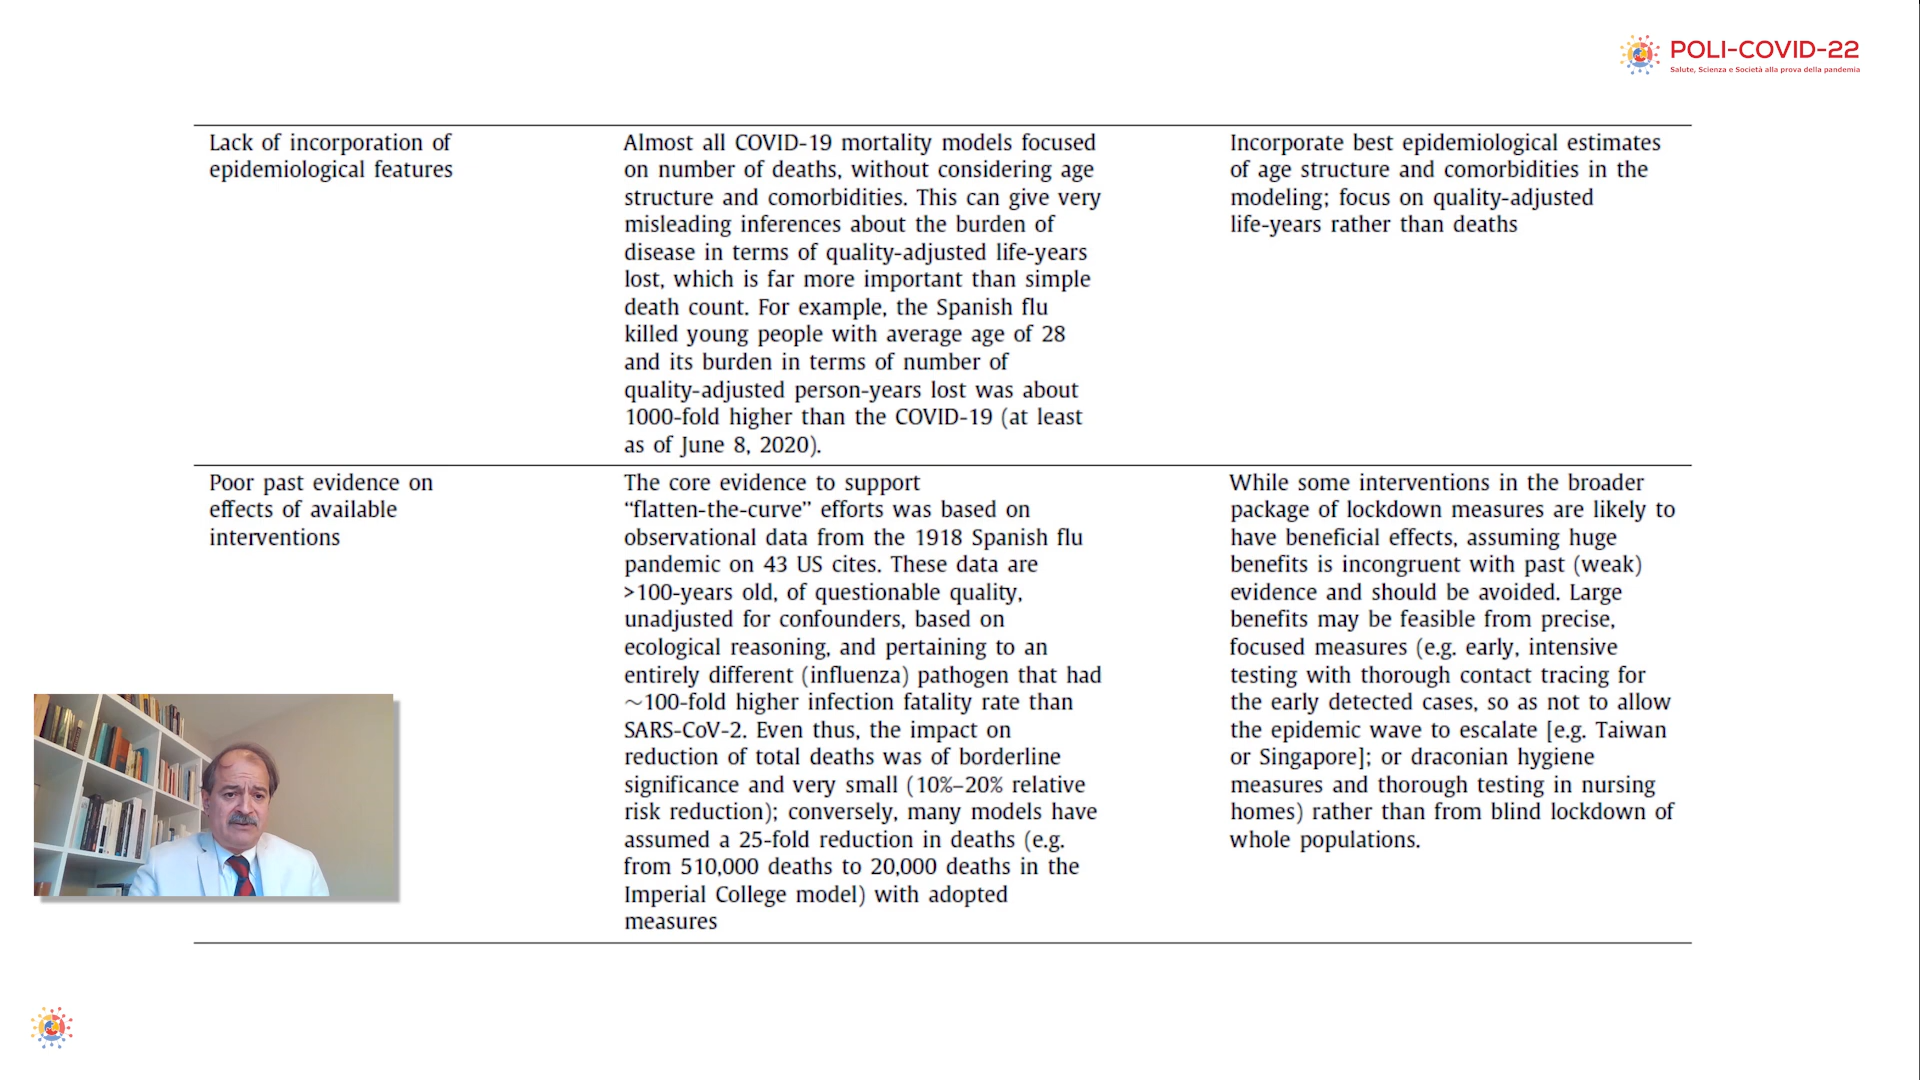 POLI-COVID-22
Salute, Scienza e Società alla prova della pandemia
Lack of incorporation of
epidemiological features
Almost all COVID-19 mortality models focused
on number of deaths, without considering age
structure and comorbidities. This can give very
misleading inferences about the burden of
disease in terms of quality-adjusted life-years
lost, which is far more important than simple
death count. For example, the Spanish flu
killed young people with average age of 28
and its burden in terms of number of
quality-adjusted person-years lost was about
1000-fold higher than the COVID-19 (at least
as of June 8, 2020).
Incorporate best epidemiological estimates
of age structure and comorbidities in the
modeling; focus on quality-adjusted
life-years rather than deaths
Poor past evidence on
effects of available
interventions
The core evidence to support
“flatten-the-curve” efforts was based on
observational data from the 1918 Spanish flu
pandemic on 43 US cites. These data are
>100-years old, of questionable quality,
unadjusted for confounders, based on
ecological reasoning, and pertaining to an
entirely different (influenza) pathogen that had
∼100-fold higher infection fatality rate than
SARS-CoV-2. Even thus, the impact on
reduction of total deaths was of borderline
significance and very small (10%–20% relative
risk reduction); conversely, many models have
assumed a 25-fold reduction in deaths (e.g.
from 510,000 deaths to 20,000 deaths in the
Imperial College model) with adopted
measures
While some interventions in the broader
package of lockdown measures are likely to
have beneficial effects, assuming huge
benefits is incongruent with past (weak)
evidence and should be avoided. Large
benefits may be feasible from precise,
focused measures (e.g. early, intensive
testing with thorough contact tracing for
the early detected cases, so as not to allow
the epidemic wave to escalate [e.g. Taiwan
or Singapore]; or draconian hygiene
measures and thorough testing in nursing
homes) rather than from blind lockdown of
whole populations.